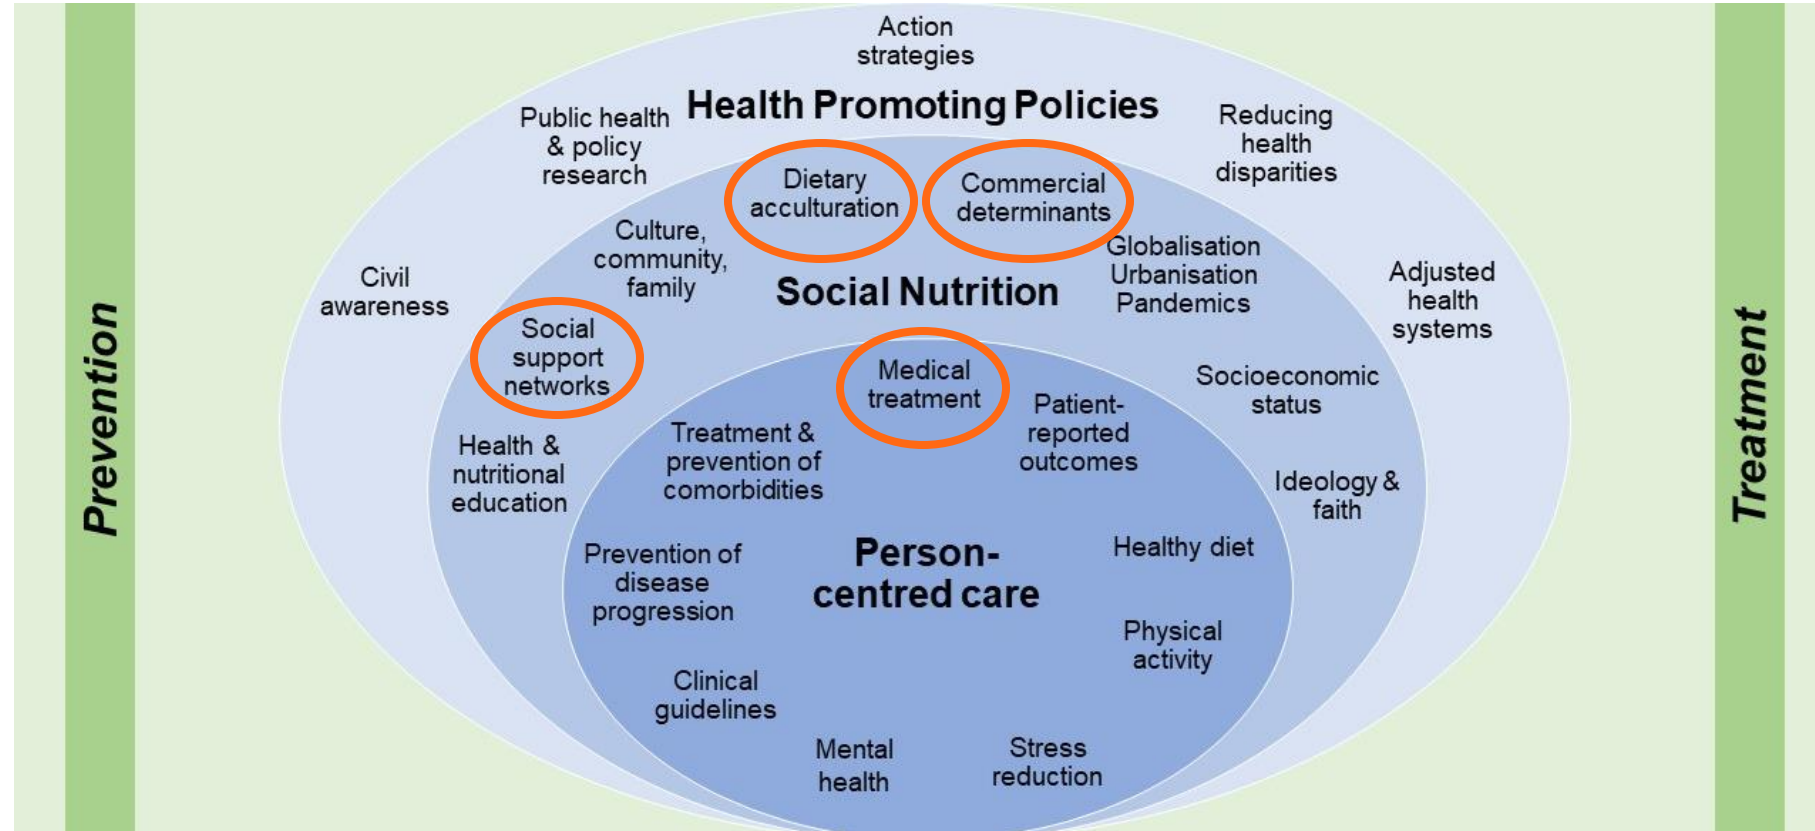 Action
strategies
Health Promoting Policies
Public health
& policy
research
Reducing
health
disparities
Civil
awareness
Adjusted
health
systems
Dietary
acculturation
Commercial
determinants
Culture,
community,
family
Globalisation
Urbanisation
Pandemics
Social Nutrition
Social
support
networks
Socioeconomic
status
Health &
nutritional
education
Ideology &
faith
Medical
treatment
Patient-
reported
outcomes
Treatment &
prevention of
comorbidities
Prevention of
disease
progression
Person-
centred care
Healthy diet
Physical
activity
Clinical
guidelines
Mental
health
Stress
reduction
Prevention
Treatment